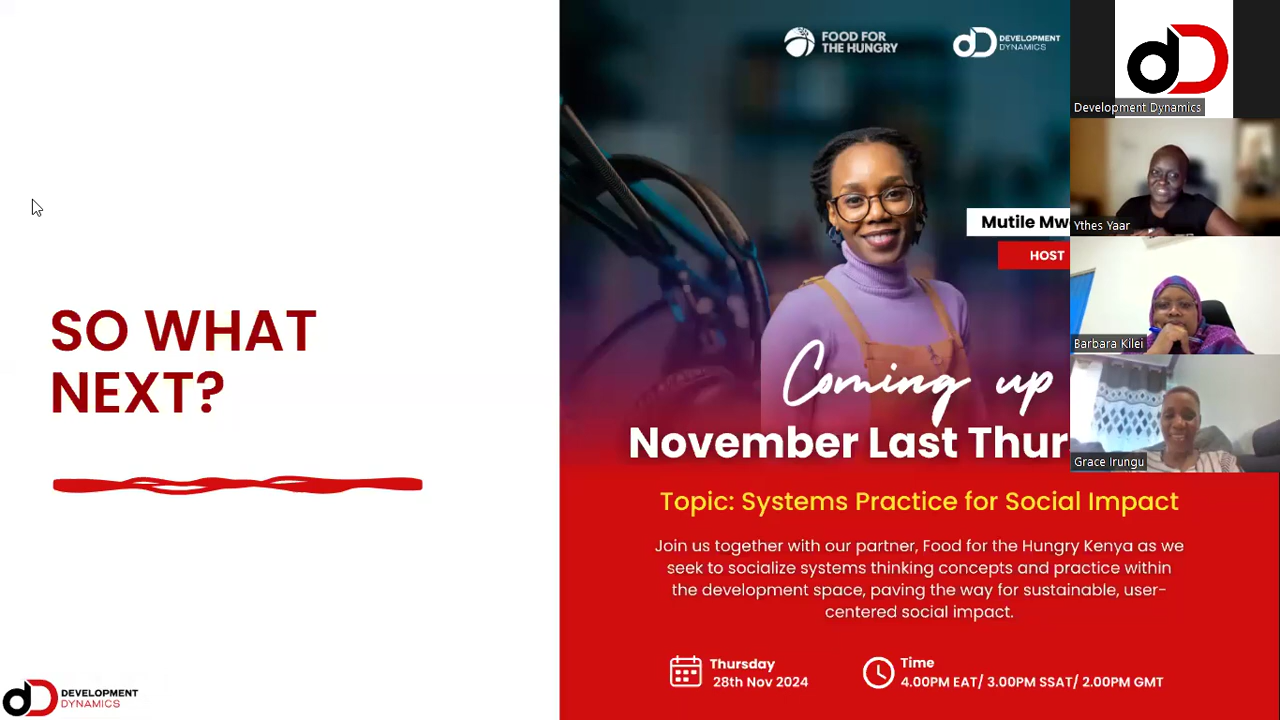 SO WHAT
NEXT?
DEVELOPMENT
DYNAMICS
FOOD FOR
THE HUNGRY
DEVELOPMENT
DYNAMICS
Mutile Mw
HOST
Coming up
November Last Thur
Topic: Systems Practice for Social Impact
Join us together with our partner, Food for the Hungry Kenya as we
seek to socialize systems thinking concepts and practice within
the development space, paving the way for sustainable, user-
centered social impact.
Thursday
28th Nov 2024
Time
4.00PM EAT/ 3.00PM SSAT/ 2.00PM GMT
dD
Development Dynamics
Ythes Yaar
Barbara Kilei
Grace Irungu